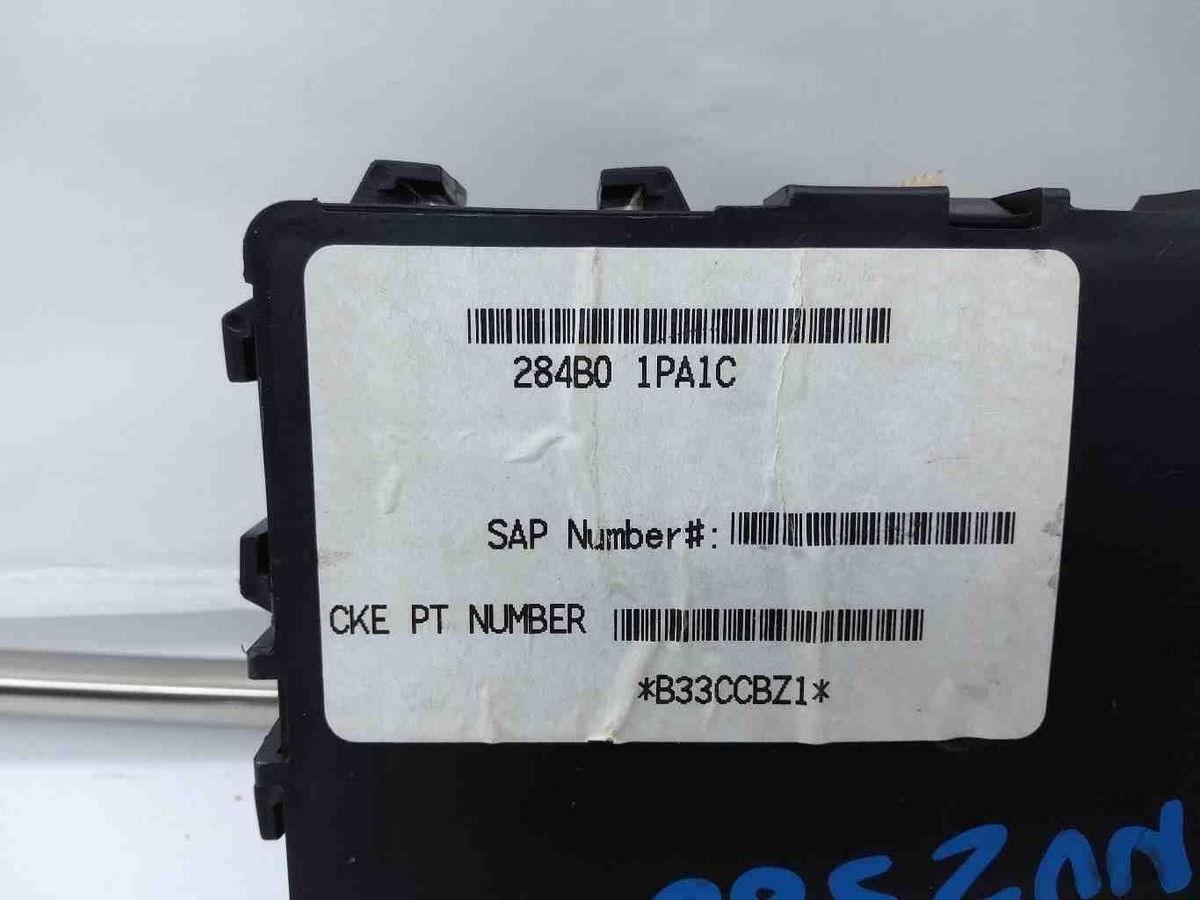 284B0 1PA1C
SAP Number#:
CKE PT NUMBER
*B33CCBZ1*